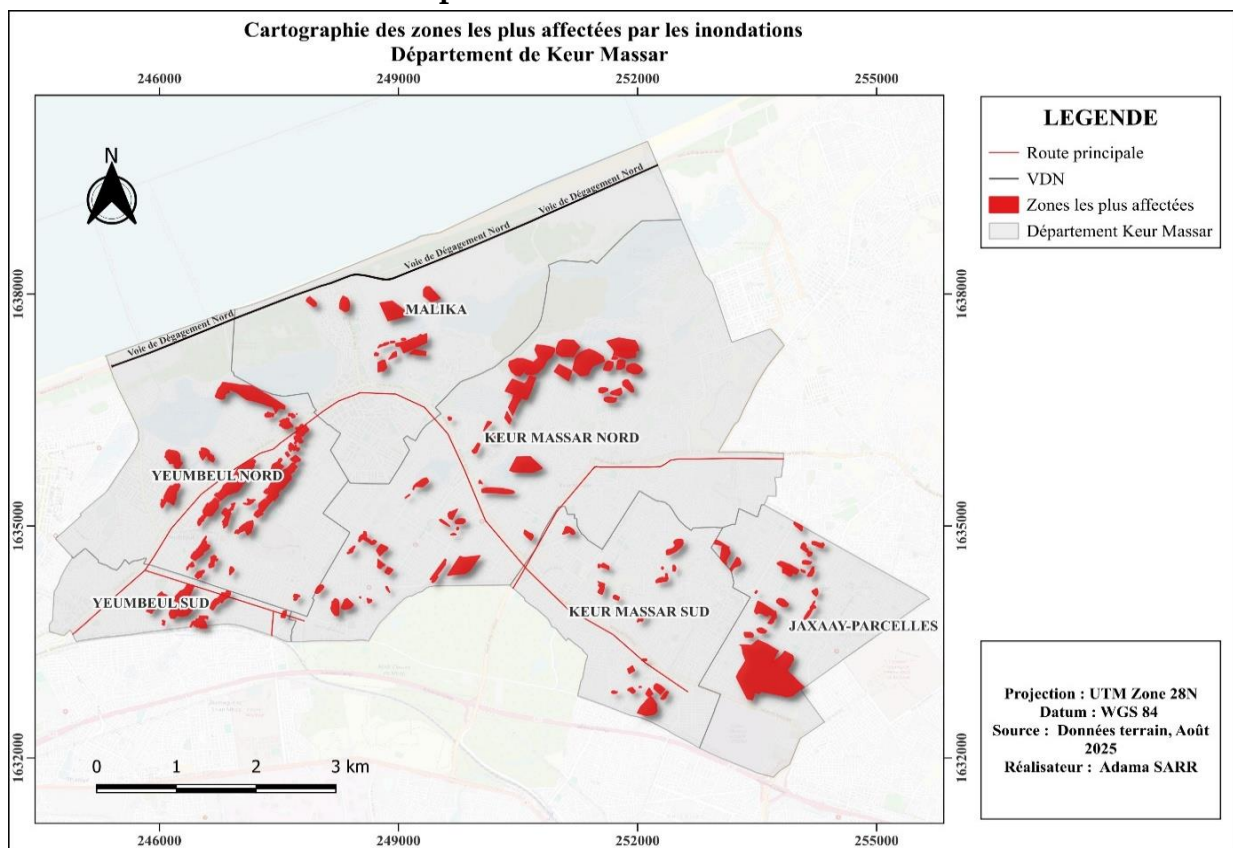 Cartographie des zones les plus affectées par les inondations
Département de Keur Massar
246000 249000 252000 255000
N
LEGENDE
Route principale
VDN
Zones les plus affectées
Département Keur Massar
Voie de Dégagement Nord
Voie de Dégagement Nord
Voie de Dégagement Nord
1638000 1638000
MALIKA
KEUR MASSAR NORD
YEUMBEUL NORD
1635000 1635000
YEUMBEUL SUD
KEUR MASSAR SUD
JAXAAY-PARCELLES
1632000 1632000
0 1 2 3 km
Projection : UTM Zone 28N
Datum : WGS 84
Source : Données terrain, Août
2025
Réalisateur : Adama SARR
246000 249000 252000 255000